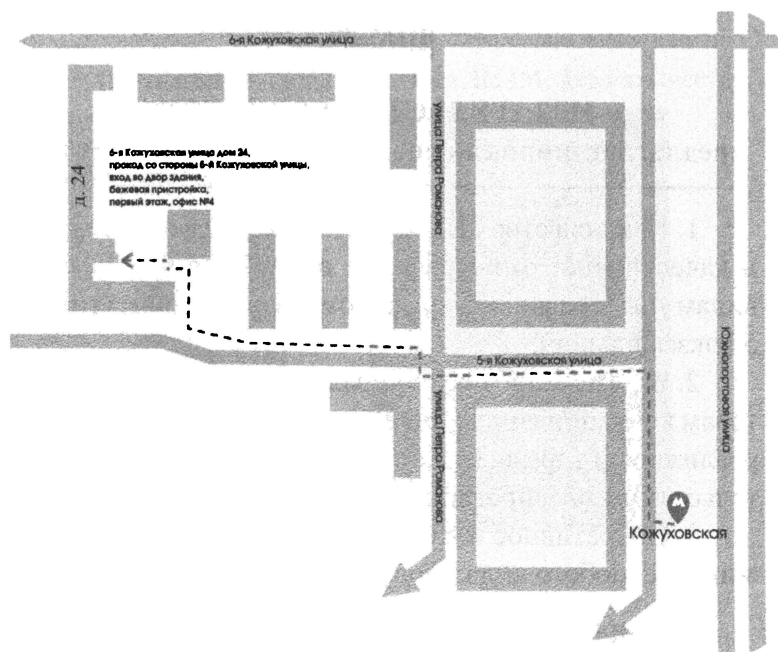 6-я Кожуховская улица
д. 24
6-я Кожуховская улица дом 24,
проход со стороны 5-й Кожуховской улицы,
вход во двор здания,
бежевая пристройка,
первый этаж, офис №4
улица Петра Романова
5-я Кожуховская улица
Южнопортовая улица
улица Петра Романова
М
Кожуховская